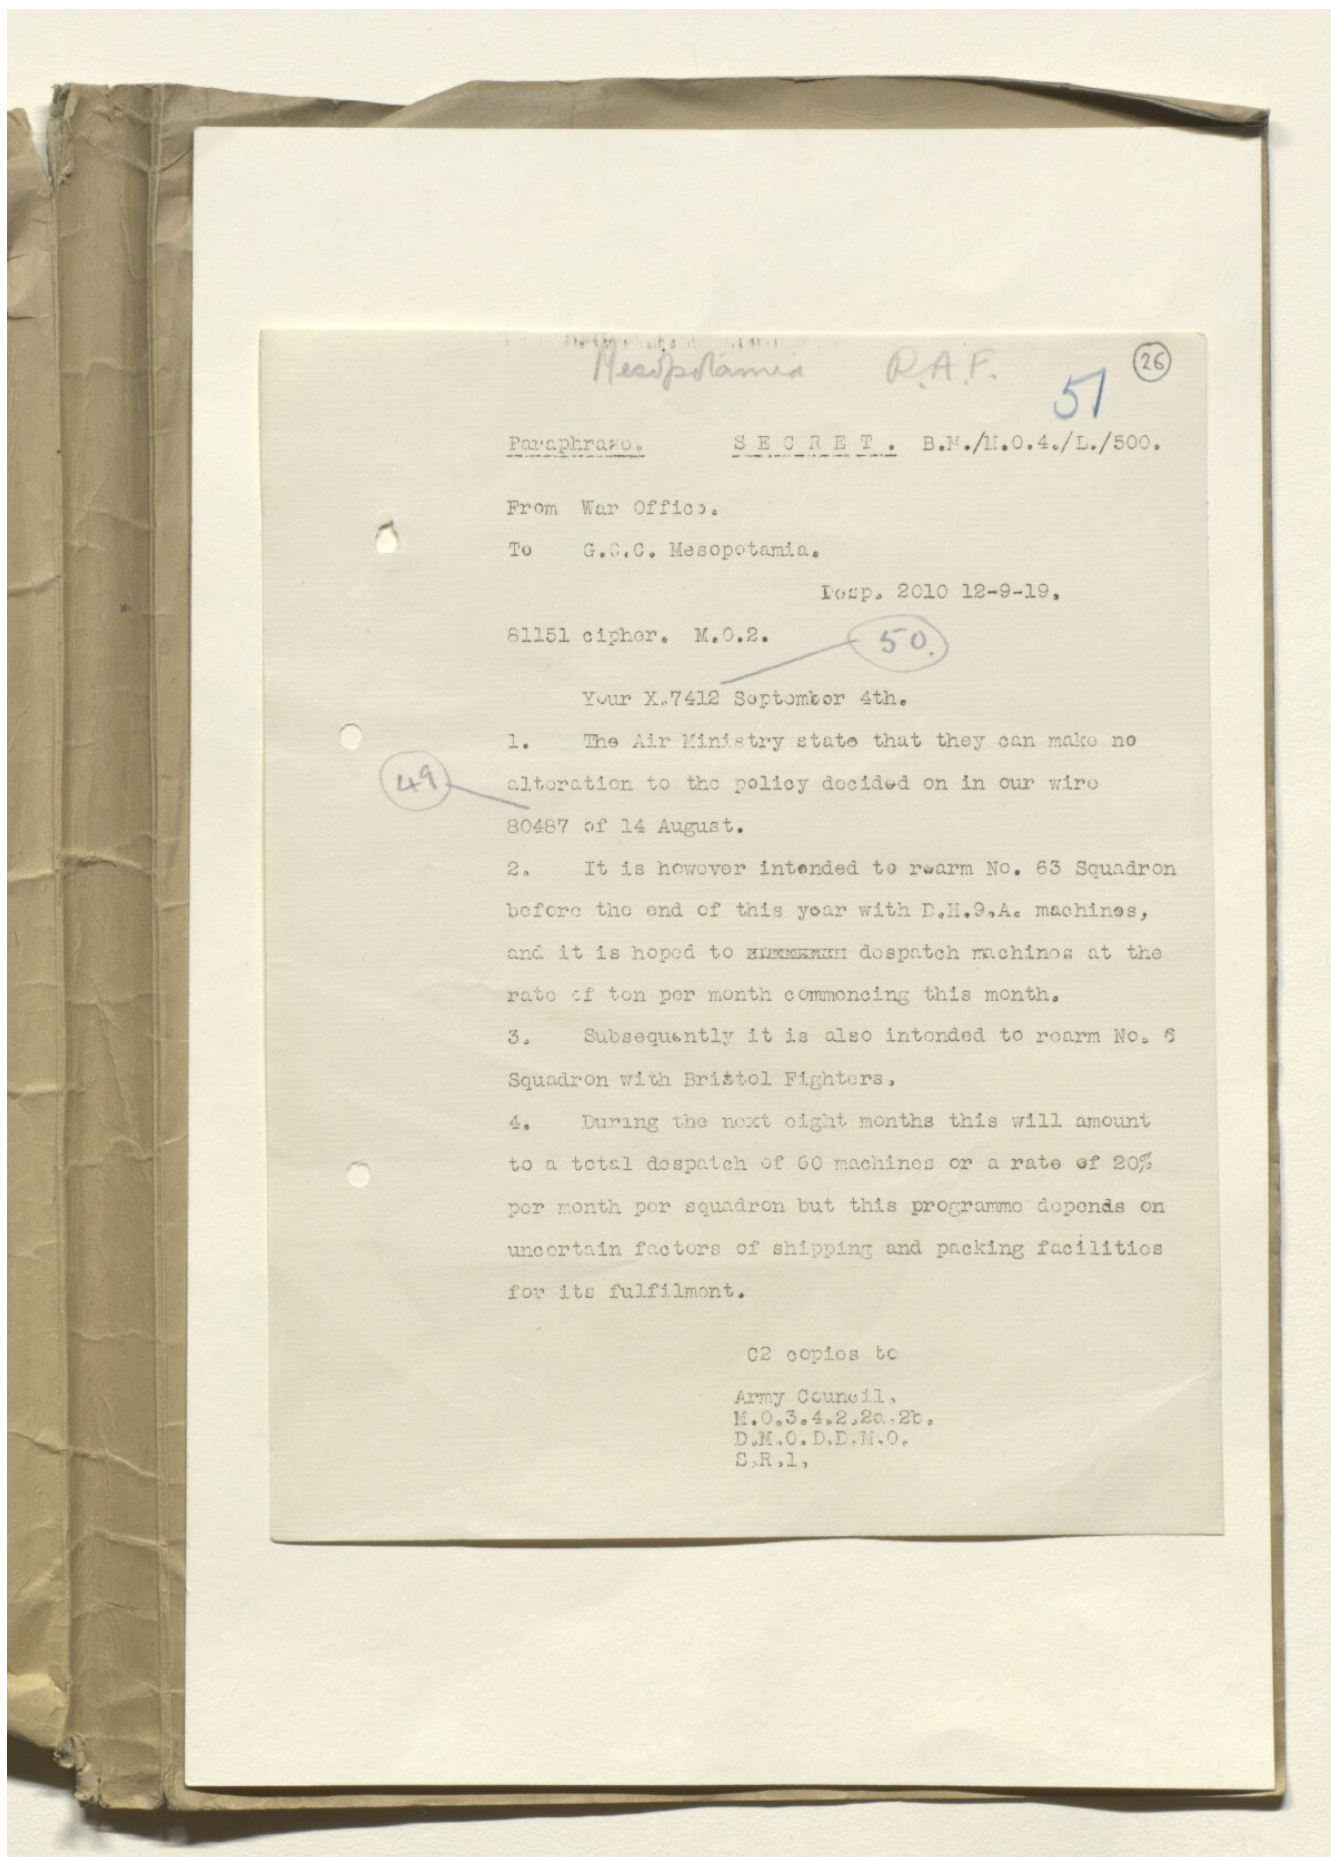 Mesopotamia R.A.F. 26
51
Paraphrase. SECRET. B.M./M.O.4./L./500.
From War Office.
To G.O.C. Mesopotamia.
Desp. 2010 12-9-19.
81151 cipher. M.O.2. 50.
Your X.7412 September 4th.
1. The Air Ministry state that they can make no
49
alteration to the policy decided on in our wire
80487 of 14 August.
2. It is however intended to rearm No. 63 Squadron
before the end of this year with D.H.9.A. machines,
and it is hoped to despatch machines at the
rate of ten per month commencing this month.
3. Subsequently it is also intended to rearm No. 6
Squadron with Bristol Fighters.
4. During the next eight months this will amount
to a total despatch of 60 machines or a rate of 20%
per month per squadron but this programme depends on
uncertain factors of shipping and packing facilities
for its fulfilment.
C2 copies to
Army Council,
M.O.3.4.2.2a.2b.
D.M.O. D.D.M.O.
S.R.1.